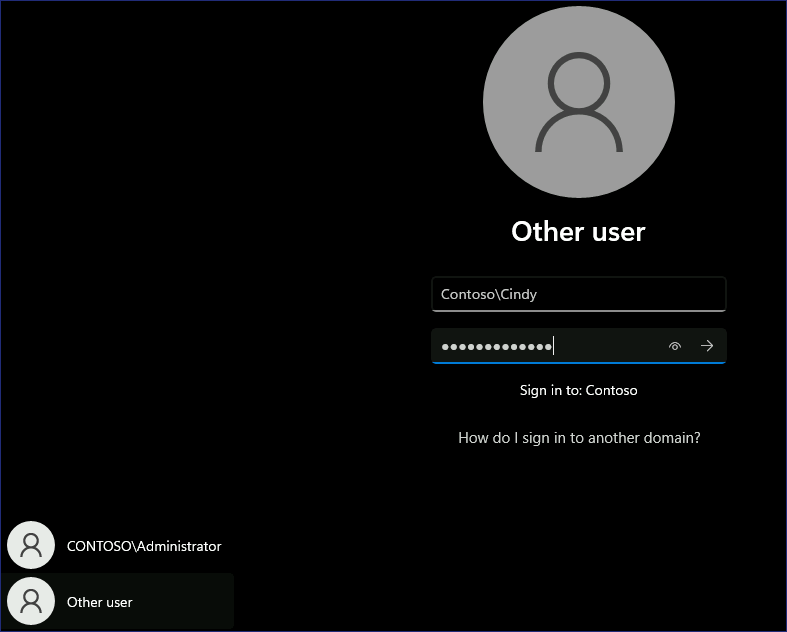 Other user
Contoso\Cindy
●●●●●●●●●●●●●
Sign in to: Contoso
How do I sign in to another domain?
CONTOSO\Administrator
Other user